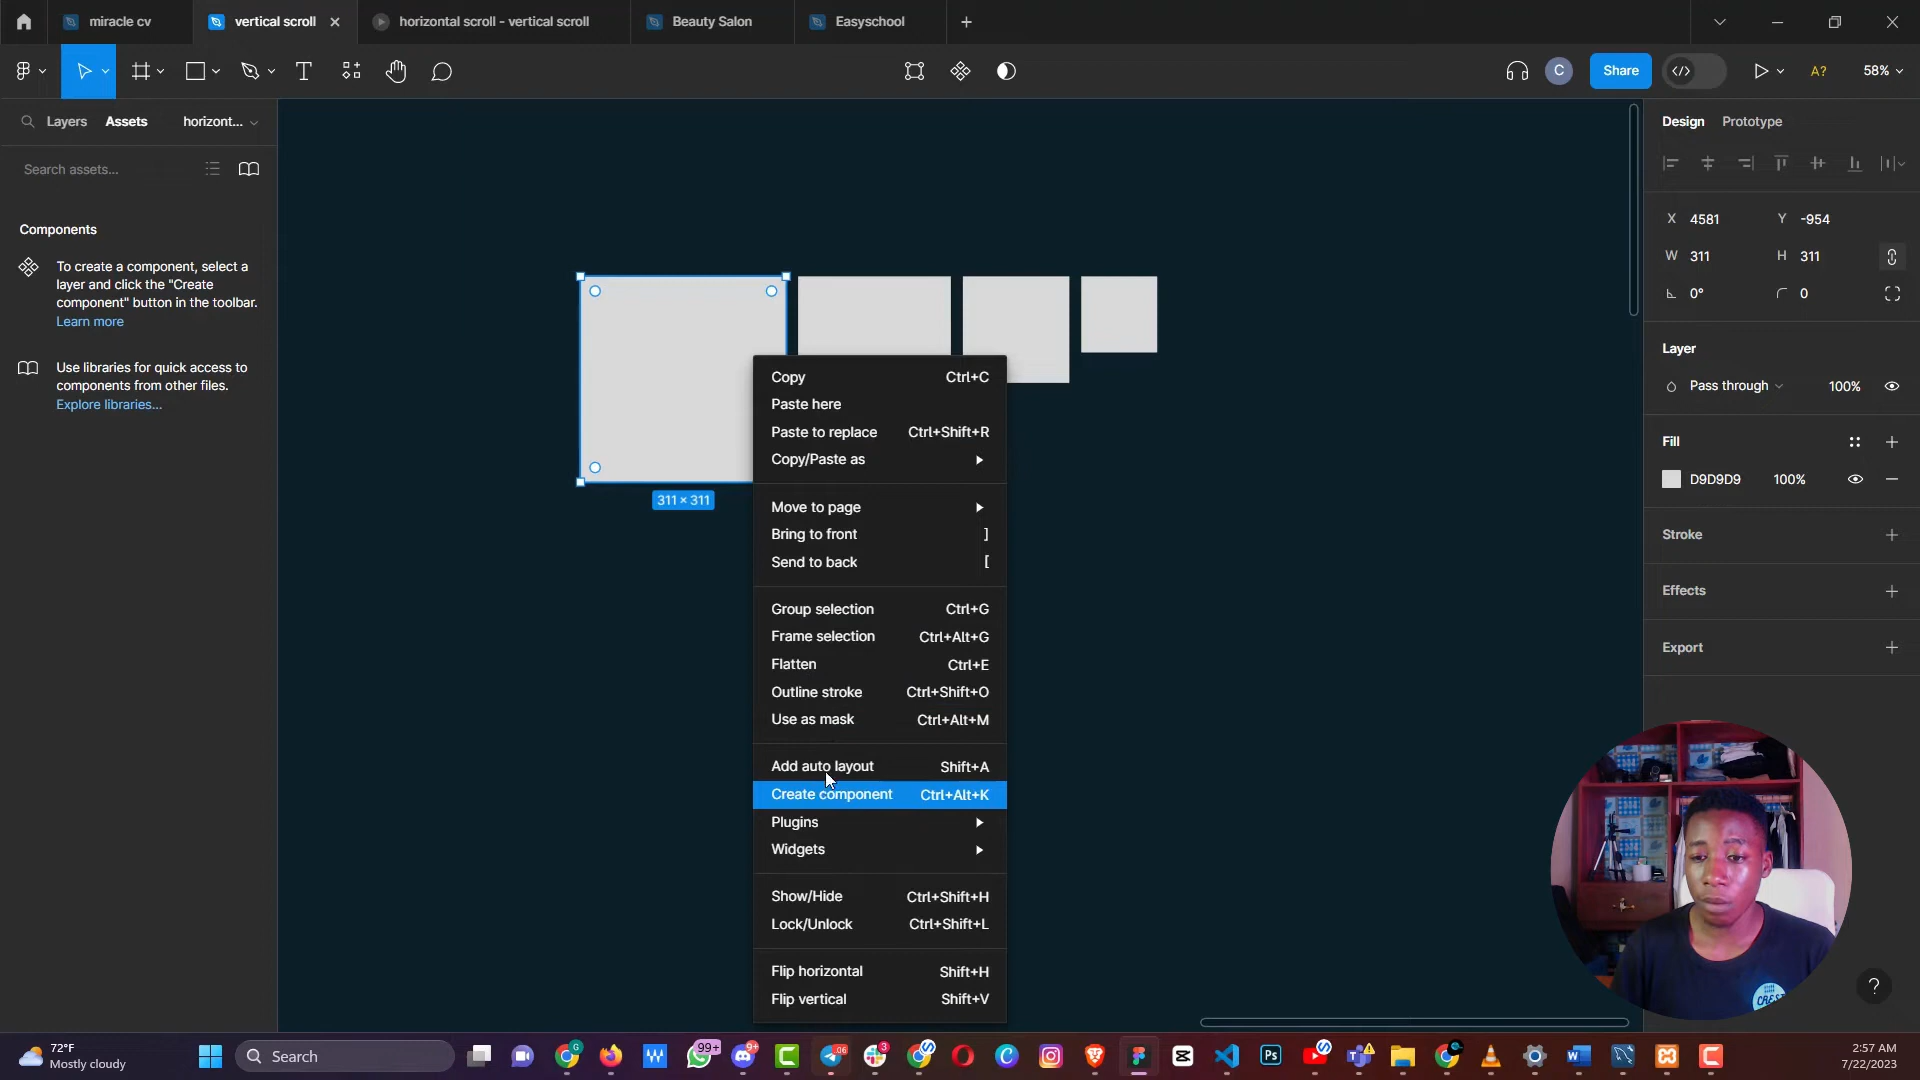 miracle cv
vertical scroll
horizontal scroll - vertical scroll
Beauty Salon
Easyschool
C
Share
A?
58%
Layers
Assets
horizont...
Search assets...
Components
To create a component, select a
layer and click the "Create
component" button in the toolbar.
Learn more
Use libraries for quick access to
components from other files.
Explore libraries...
311 × 311
Copy Ctrl+C
Paste here
Paste to replace Ctrl+Shift+R
Copy/Paste as
Move to page
Bring to front ]
Send to back [
Group selection Ctrl+G
Frame selection Ctrl+Alt+G
Flatten Ctrl+E
Outline stroke Ctrl+Shift+O
Use as mask Ctrl+Alt+M
Add auto layout Shift+A
Create component Ctrl+Alt+K
Plugins
Widgets
Show/Hide Ctrl+Shift+H
Lock/Unlock Ctrl+Shift+L
Flip horizontal Shift+H
Flip vertical Shift+V
Design Prototype
X 4581 Y -954
W 311 H 311
0° 0
Layer
Pass through 100%
Fill
D9D9D9 100%
Stroke
Effects
Export
CREST
?
72°F
Mostly cloudy
Search
99+
9+
3
Ps
2:57 AM
7/22/2023